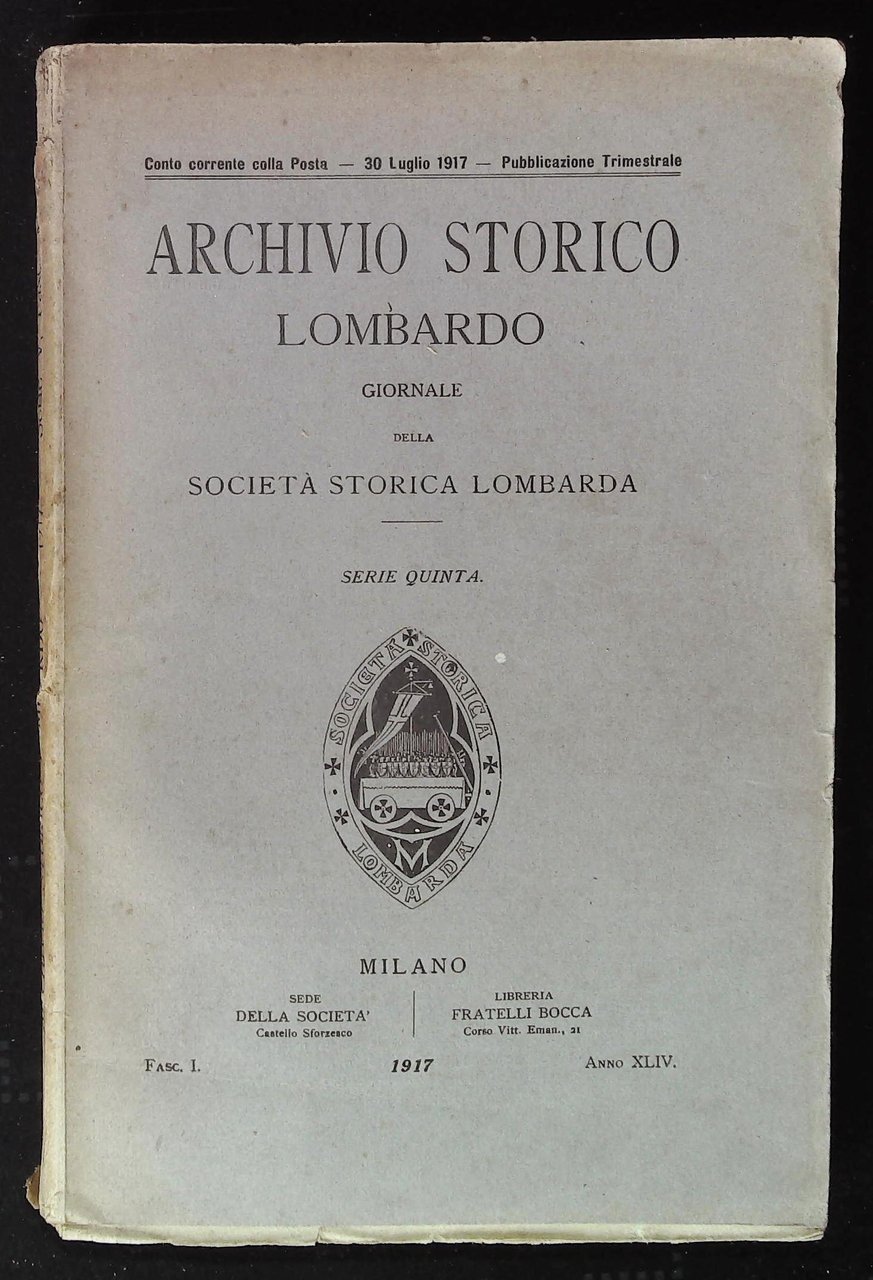 Conto corrente colla Posta — 30 Luglio 1917 — Pubblicazione Trimestrale
ARCHIVIO STORICO
LOMBARDO
GIORNALE
DELLA
SOCIETÀ STORICA LOMBARDA
SERIE QUINTA.
SOCIETÀ STORICA
LOMBARDA
M
MILANO
SEDE
DELLA SOCIETA'
Castello Sforzesco
LIBRERIA
FRATELLI BOCCA
Corso Vitt. Eman., 21
FASC. I.
1917
ANNO XLIV.